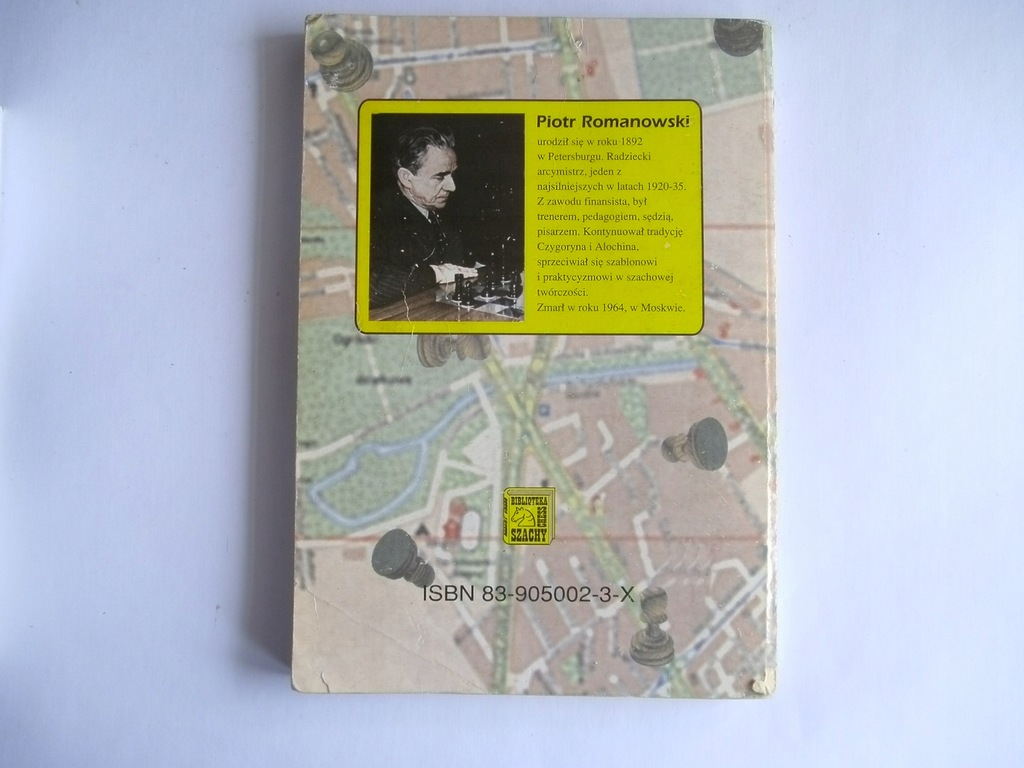 Piotr Romanowski
urodził się w roku 1892
w Petersburgu. Radziecki
arcymistrz, jeden z
najsilniejszych w latach 1920-35.
Z zawodu finansista, był
trenerem, pedagogiem, sędzią,
pisarzem. Kontynuował tradycję
Czygoryna i Alochina,
sprzeciwiał się szablonowi
i praktycyzmowi w szachowej
twórczości.
Zmarł w roku 1964, w Moskwie.
BIBLIOTEKA
CHESS
SZACHY
ISBN 83-905002-3-X